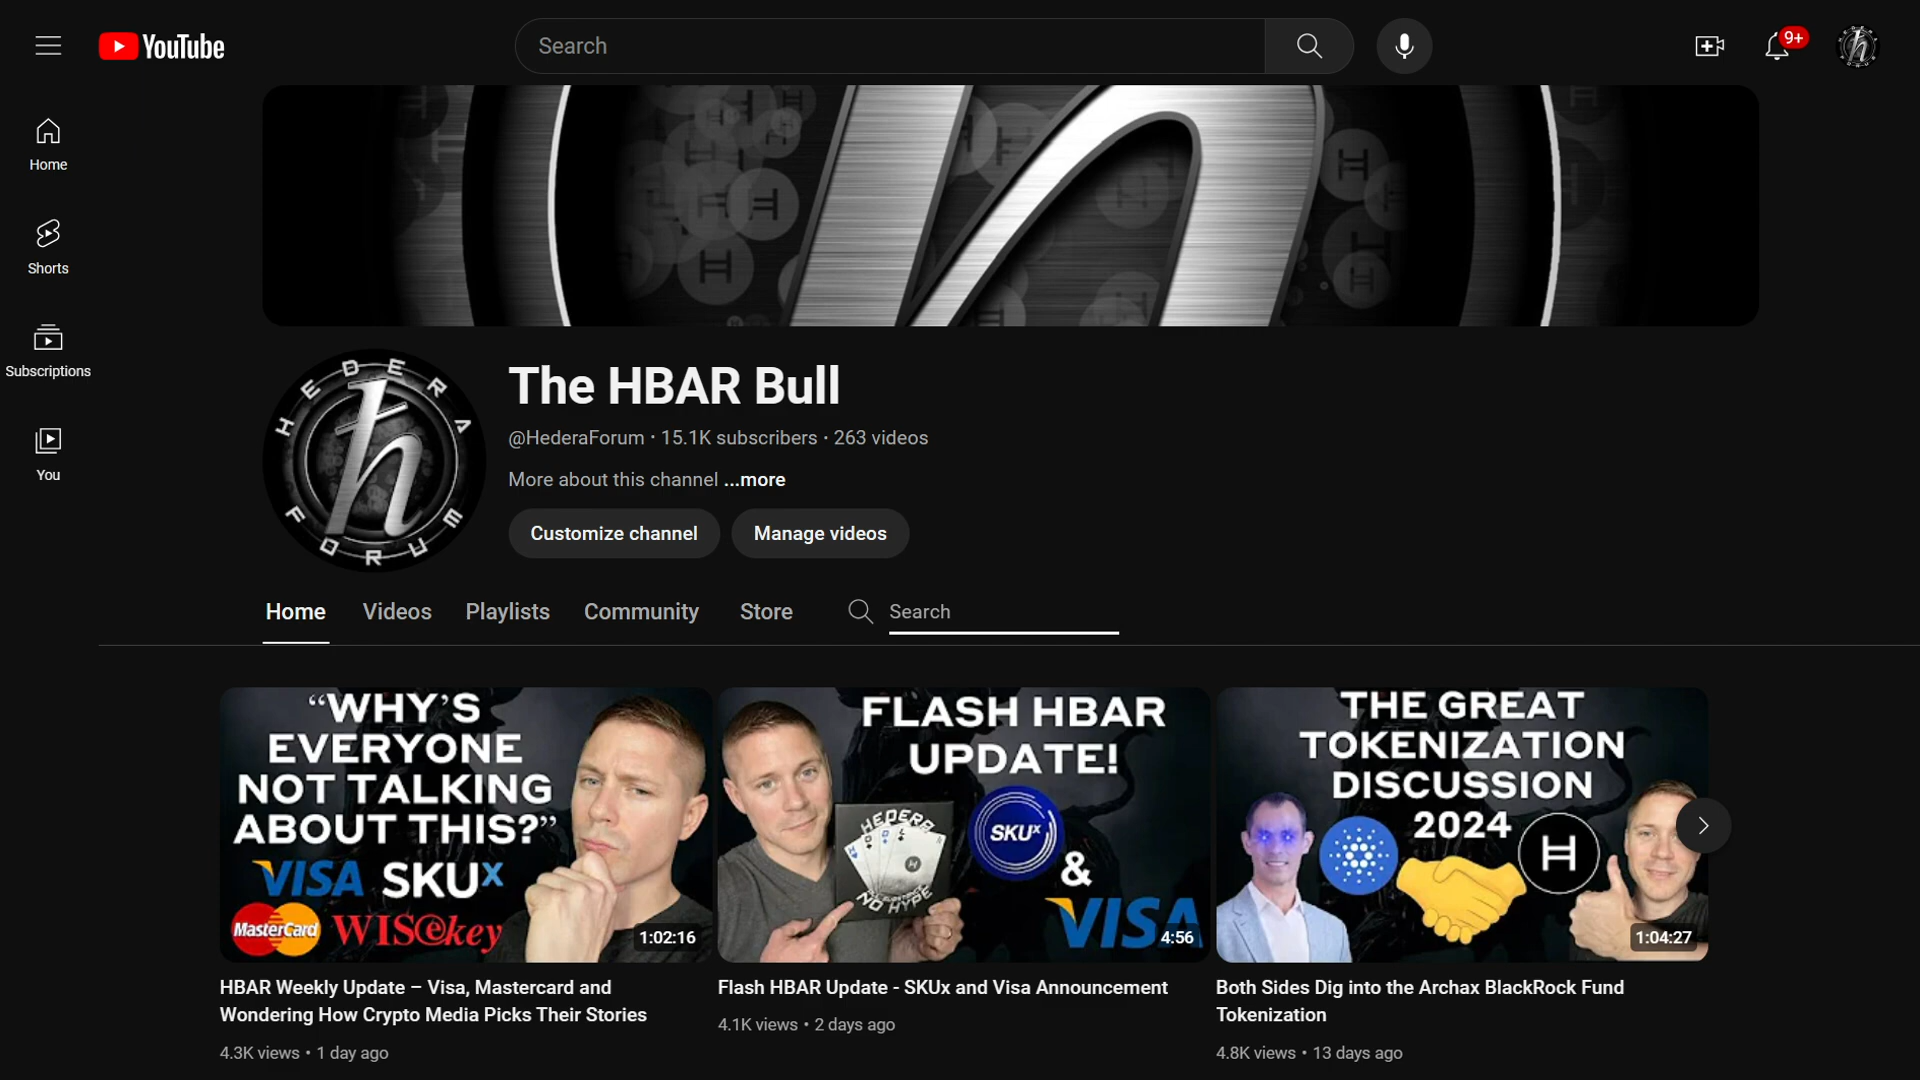 YouTube
Search
9+
Home
Shorts
Subscriptions
You
HEDERA
FORUM
The HBAR Bull
@HederaForum • 15.1K subscribers • 263 videos
More about this channel ...more
Customize channel
Manage videos
Home
Videos
Playlists
Community
Store
Search
“WHY’S
EVERYONE
NOT TALKING
ABOUT THIS?”
VISA SKUx
MasterCard WISekey
1:02:16
FLASH HBAR
UPDATE!
HEDERA
NO HYPE
SKUx
&
VISA
4:56
THE GREAT
TOKENIZATION
DISCUSSION
2024
1:04:27
HBAR Weekly Update – Visa, Mastercard and
Wondering How Crypto Media Picks Their Stories
4.3K views • 1 day ago
Flash HBAR Update - SKUx and Visa Announcement
4.1K views • 2 days ago
Both Sides Dig into the Archax BlackRock Fund
Tokenization
4.8K views • 13 days ago